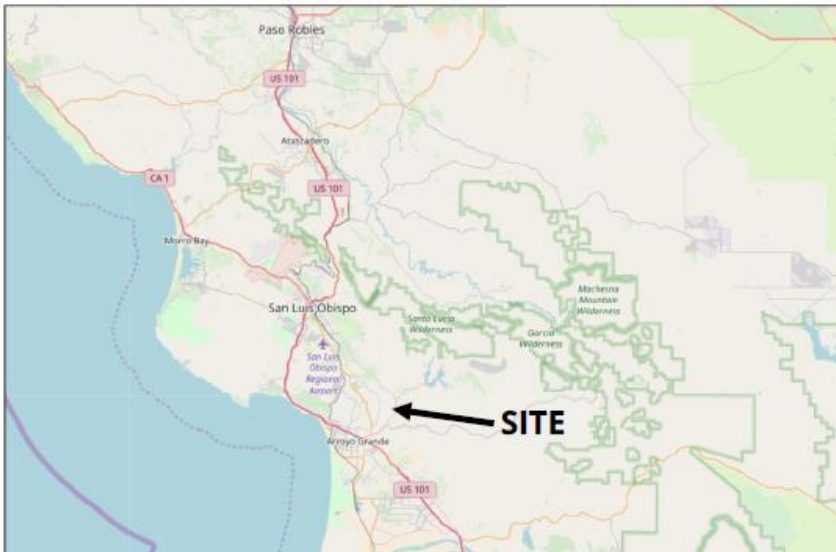 Paso Robles
US 101
Atascadero
CA 1
US 101
Morro Bay
San Luis Obispo
Santa Lucia
Wilderness
Machesna
Mountain
Wilderness
Garcia
Wilderness
San Luis
Obispo
Regional
Airport
SITE
Arroyo Grande
US 101